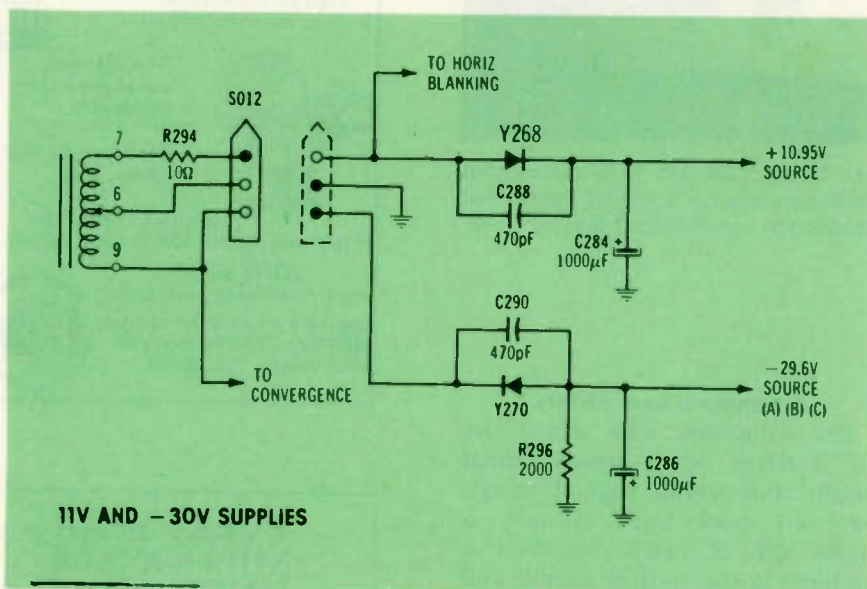 TO HORIZ
BLANKING
S012
7
R294
10Ω
6
9
Y268
+10.95V
SOURCE
C288
470pF
C284
+
1000μF
C290
470pF
TO
CONVERGENCE
Y270
-29.6V
SOURCE
(A) (B) (C)
R296
2000
C286
+ 1000μF
11V AND -30V SUPPLIES